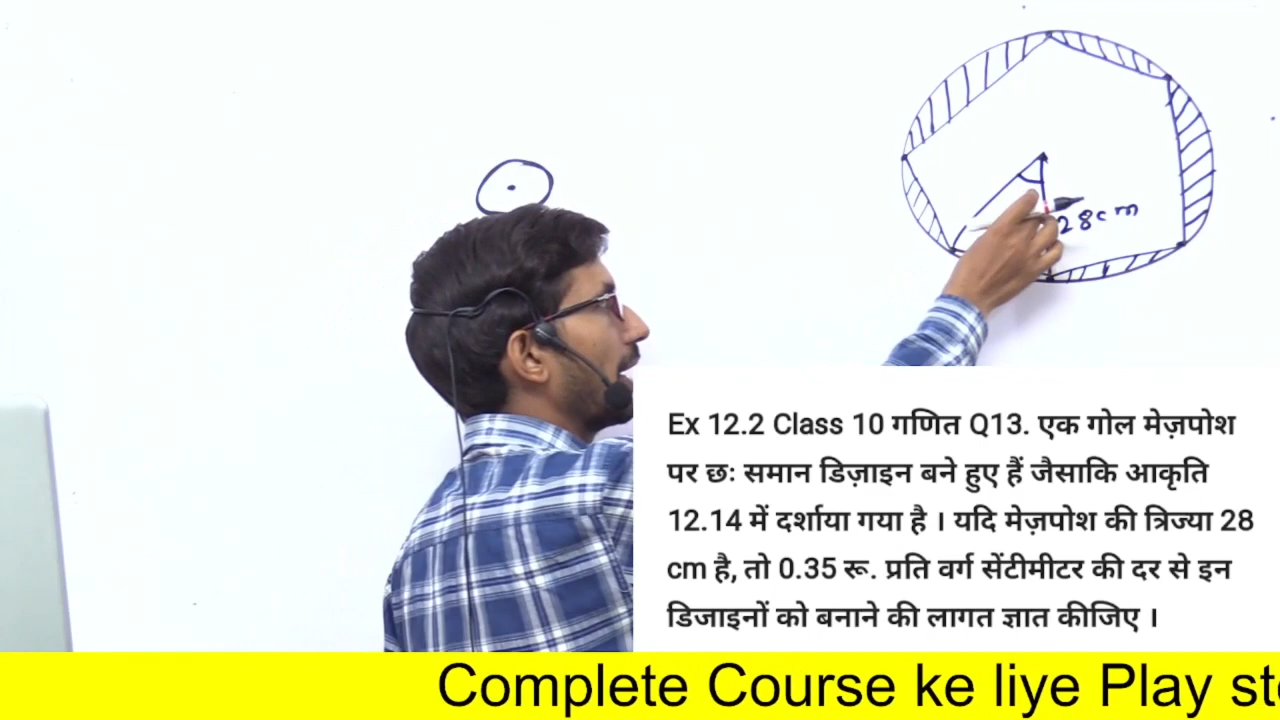 28cm
Ex 12.2 Class 10 गणित Q13. एक गोल मेज़पोश
पर छः समान डिज़ाइन बने हुए हैं जैसाकि आकृति
12.14 में दर्शाया गया है । यदि मेज़पोश की त्रिज्या 28
cm है, तो 0.35 रू. प्रति वर्ग सेंटीमीटर की दर से इन
डिजाइनों को बनाने की लागत ज्ञात कीजिए ।
Complete Course ke liye Play